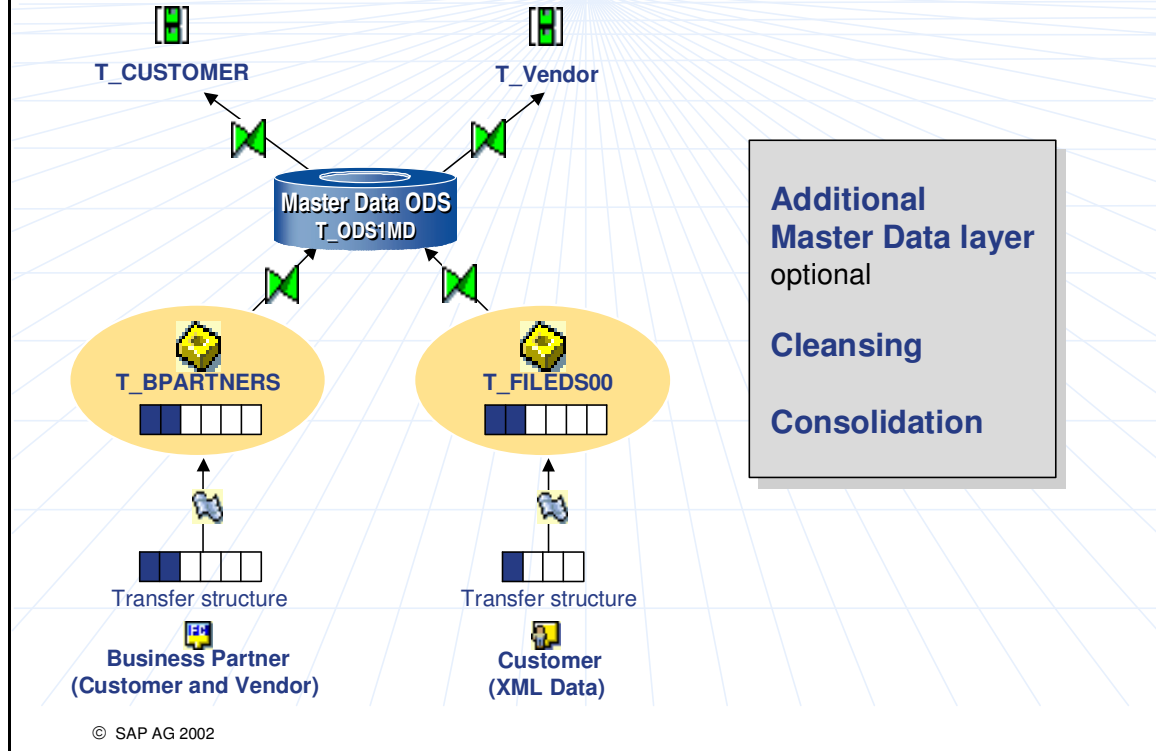 T_CUSTOMER
T_Vendor
Master Data ODS
T_ODS1MD
T_BPARTNERS
T_FILEDS00
Transfer structure
Transfer structure
Business Partner
(Customer and Vendor)
Customer
(XML Data)
Additional
Master Data layer
optional
Cleansing
Consolidation
© SAP AG 2002